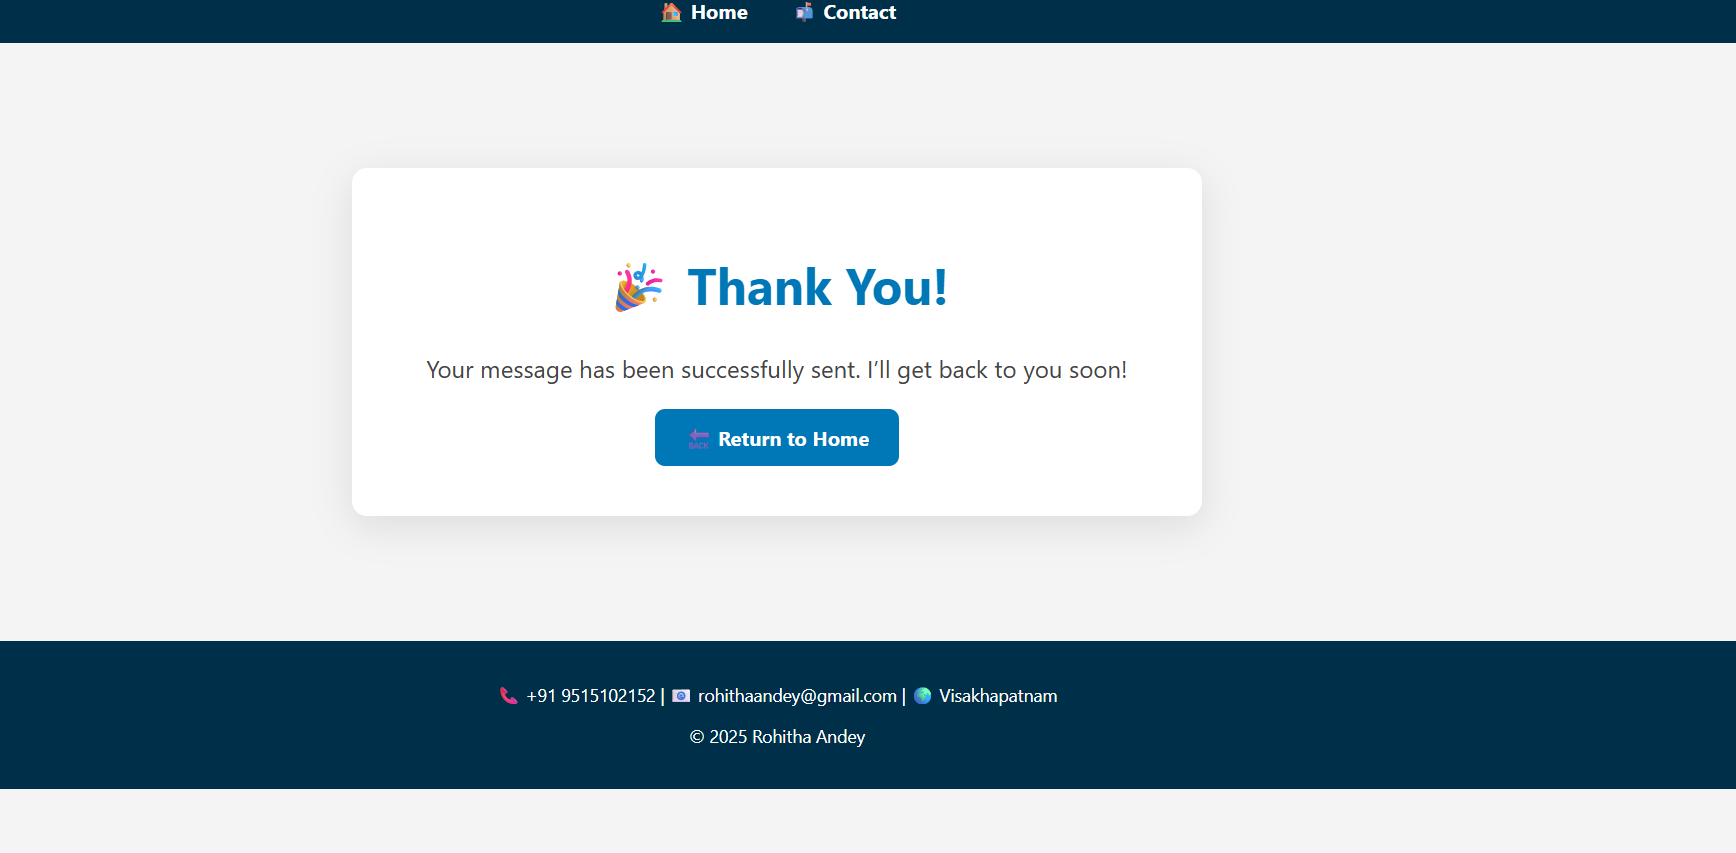 🏠 Home 📬 Contact
🎉 Thank You!
Your message has been successfully sent. I’ll get back to you soon!
🔙 Return to Home
📞 +91 9515102152 | 📧 rohithaandey@gmail.com | 🌍 Visakhapatnam
© 2025 Rohitha Andey